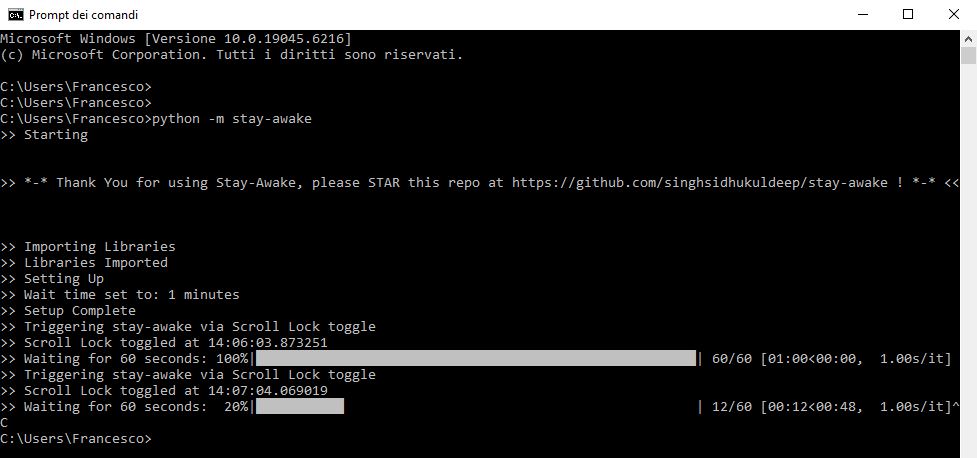 Prompt dei comandi
Microsoft Windows [Versione 10.0.19045.6216]
(c) Microsoft Corporation. Tutti i diritti sono riservati.
C:\Users\Francesco>
C:\Users\Francesco>
C:\Users\Francesco>python -m stay-awake
>> Starting
>> *-* Thank You for using Stay-Awake, please STAR this repo at https://github.com/singhsidhukuldeep/stay-awake ! *-* <<
>> Importing Libraries
>> Libraries Imported
>> Setting Up
>> Wait time set to: 1 minutes
>> Setup Complete
>> Triggering stay-awake via Scroll Lock toggle
>> Scroll Lock toggled at 14:06:03.873251
>> Waiting for 60 seconds: 100%|| 60/60 [01:00<00:00,  1.00s/it]
>> Triggering stay-awake via Scroll Lock toggle
>> Scroll Lock toggled at 14:07:04.069019
>> Waiting for 60 seconds:  20%|| 12/60 [00:12<00:48,  1.00s/it]^
C
C:\Users\Francesco>